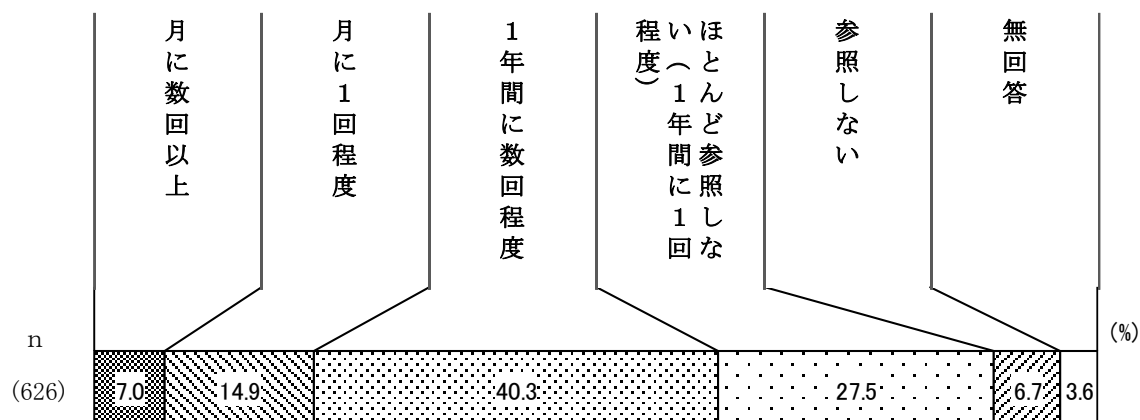 月に数回以上
月に１回程度
１年間に数回程度
ほとんど参照しな
い（１年間に１回
程度）
参照しない
無回答
(%)
n
(626)
7.0
14.9
40.3
27.5
6.7
3.6